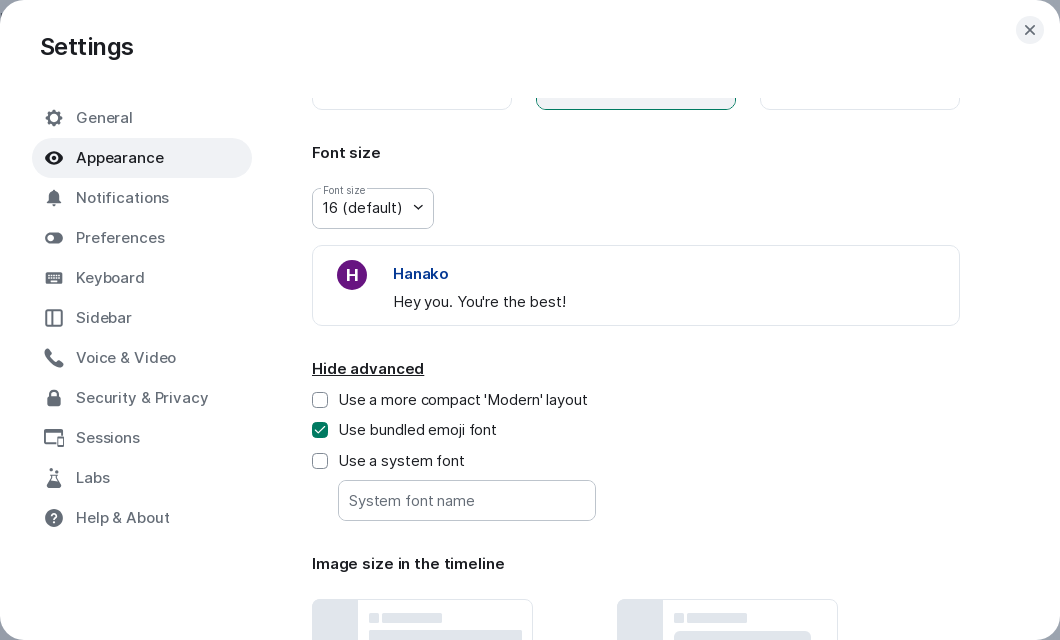 Settings
General
Appearance
Notifications
Preferences
Keyboard
Sidebar
Voice & Video
Security & Privacy
Sessions
Labs
Help & About
Font size
Font size
16 (default)
H
Hanako
Hey you. You're the best!
Hide advanced
Use a more compact 'Modern' layout
Use bundled emoji font
Use a system font
System font name
Image size in the timeline